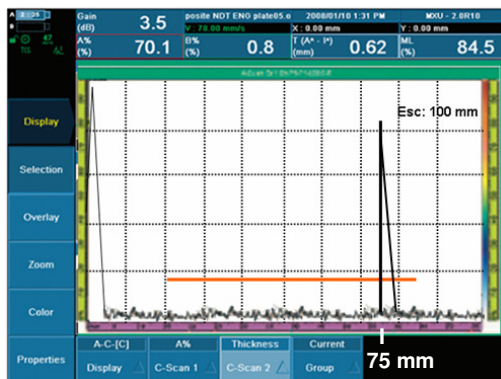 Gain (dB) 3.5
posite NDT ENG plate05.o 2008/01/10 1:31 PM MXU - 2.0R10
V : 78.00 mm/s X : 0.00 mm Y : 0.00 mm
A% (%) 70.1 B% (%) 0.8 T (A^ - I^) (mm) 0.62 ML (%) 84.5
Esc: 100 mm
Display
Selection
Overlay
Zoom
Color
Properties
A-C-[C] A% Thickness Current
Display C-Scan 1 C-Scan 2 Group
75 mm